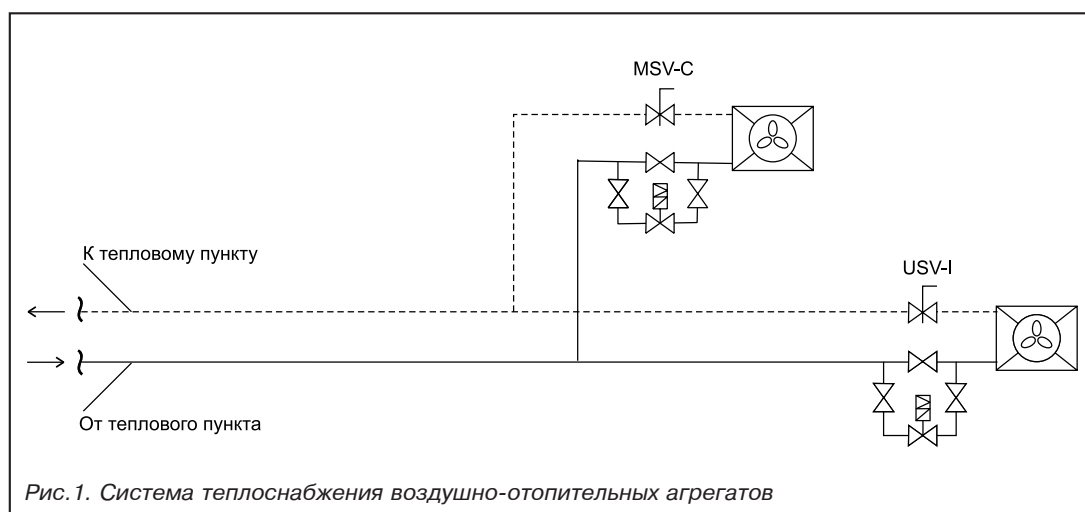 MSV-C
К тепловому пункту
USV-I
От теплового пункта
Рис.1. Система теплоснабжения воздушно-отопительных агрегатов